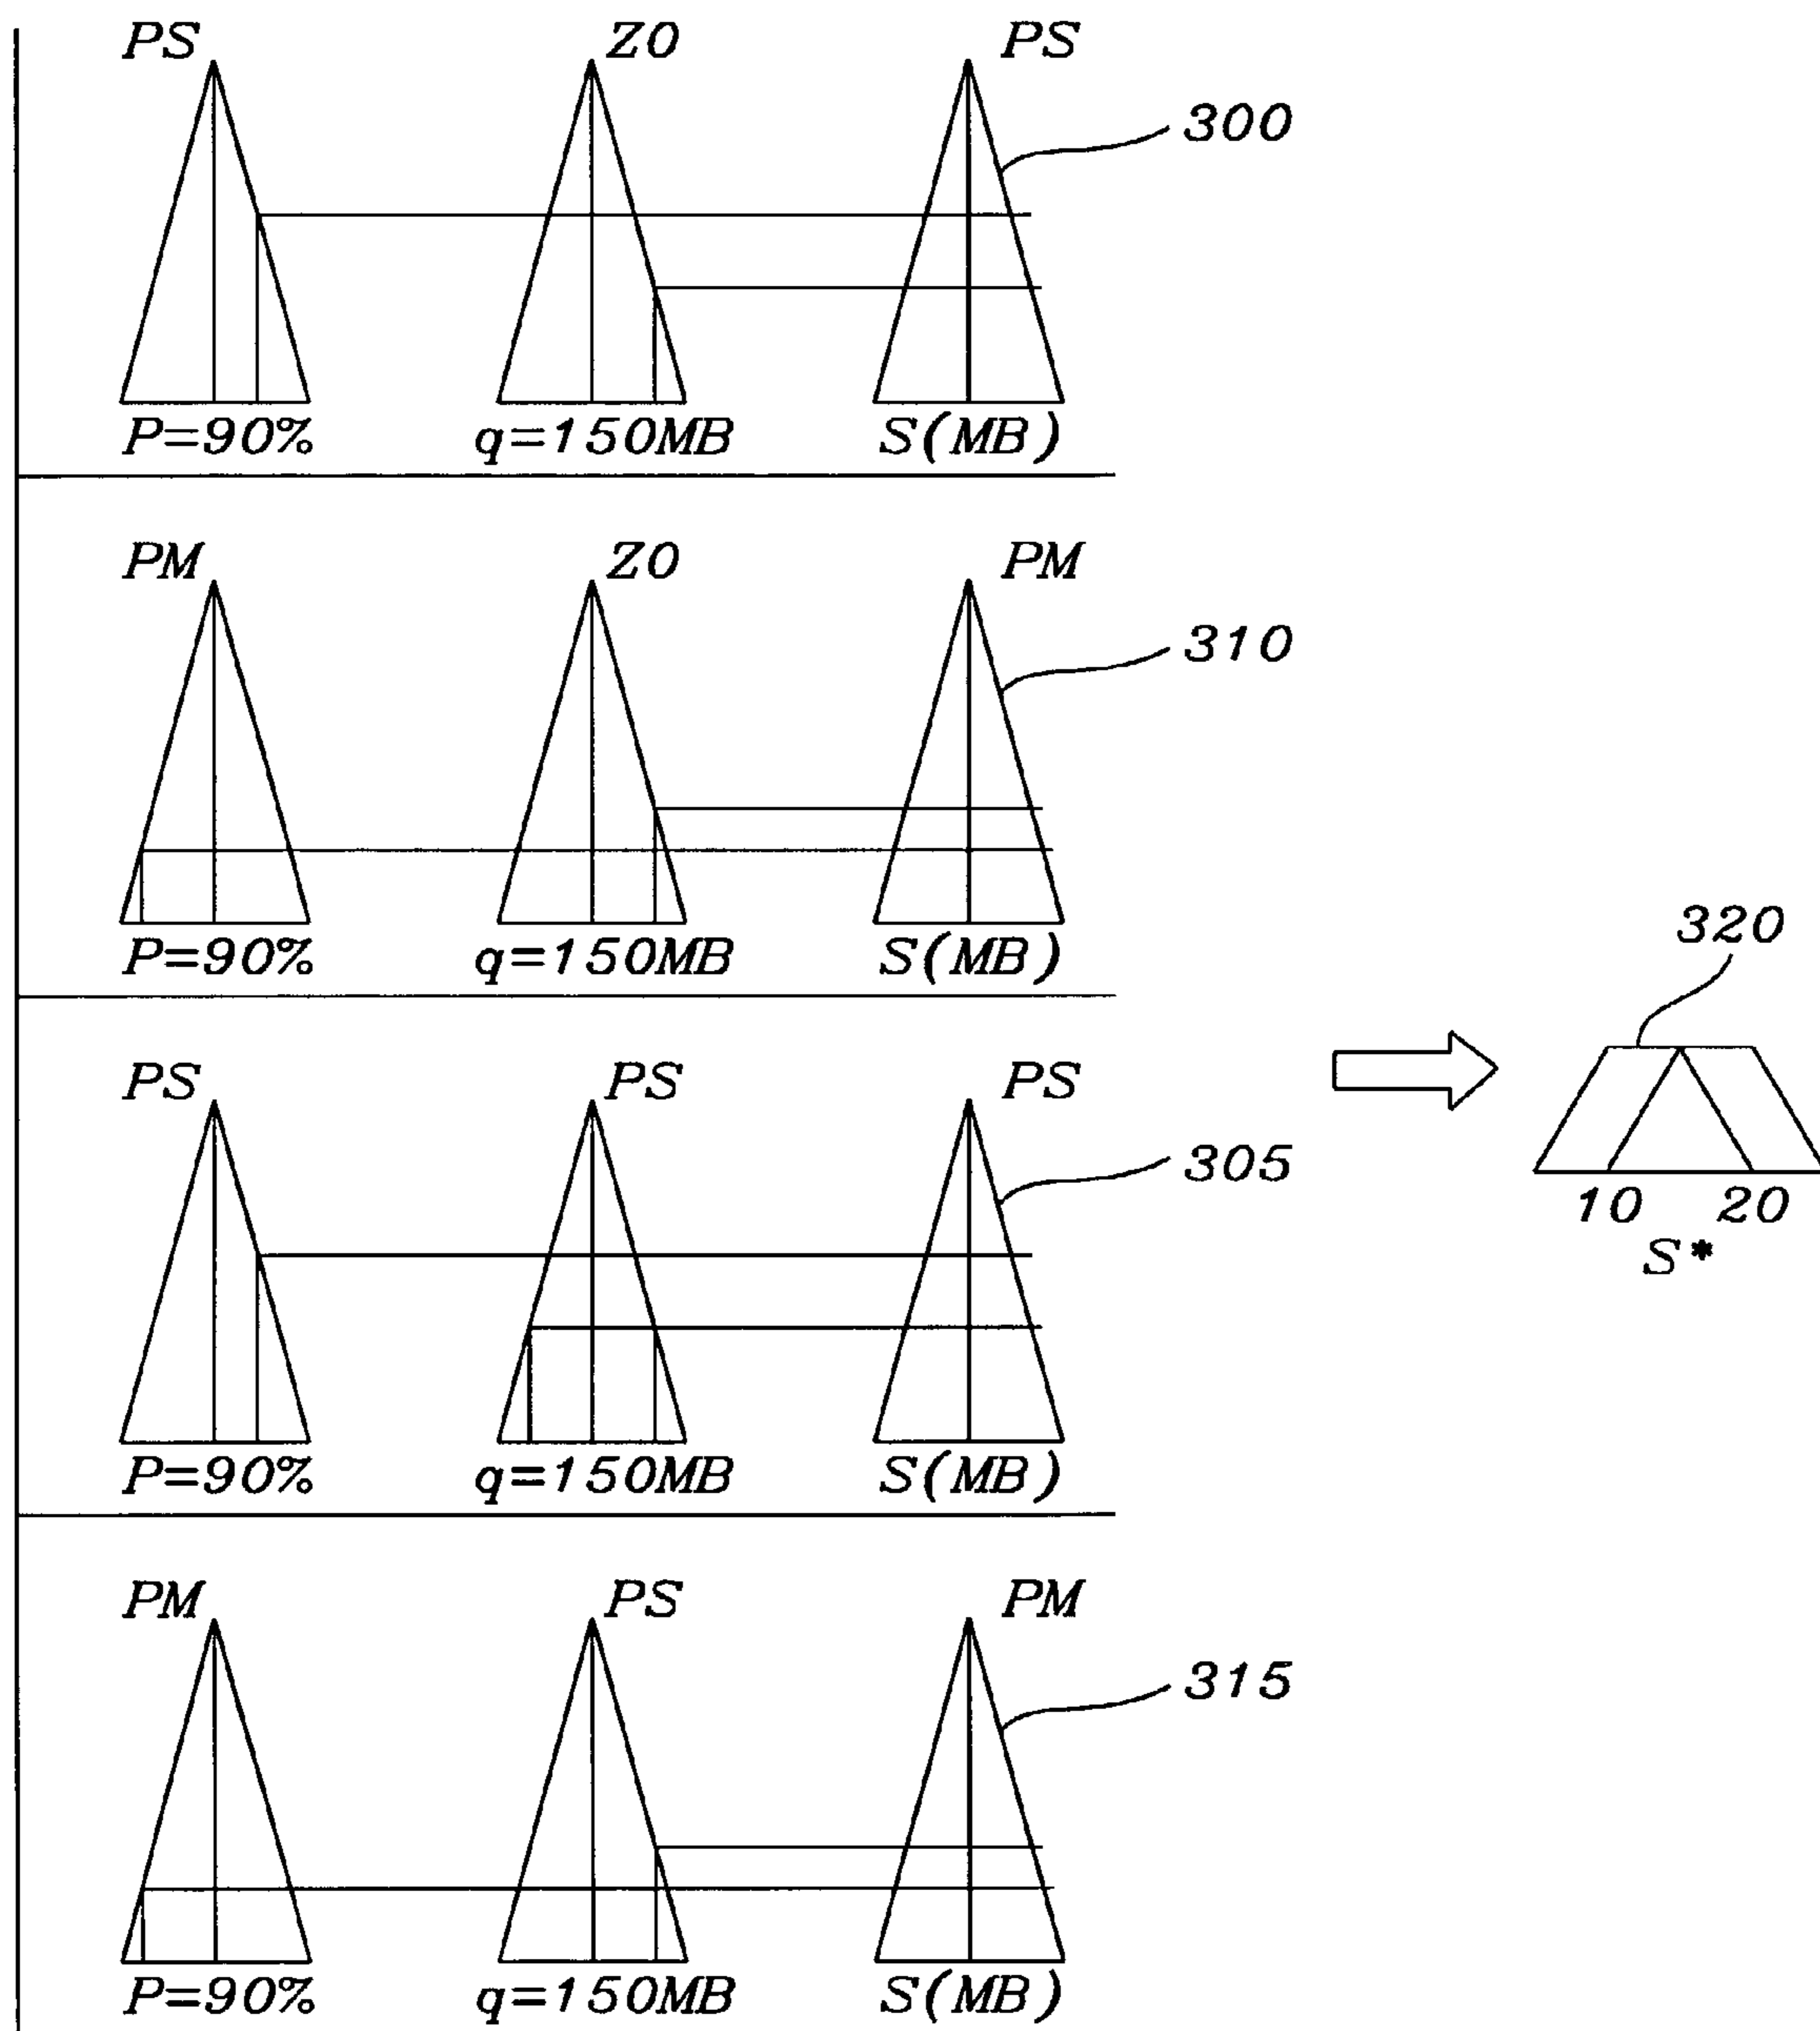 PS ZO PS
300
P=90% q=150MB S(MB)
PM ZO PM
310
P=90% q=150MB S(MB)
PS PS PS
305
P=90% q=150MB S(MB)
PM PS PM
315
P=90% q=150MB S(MB)
320
10 20
S*